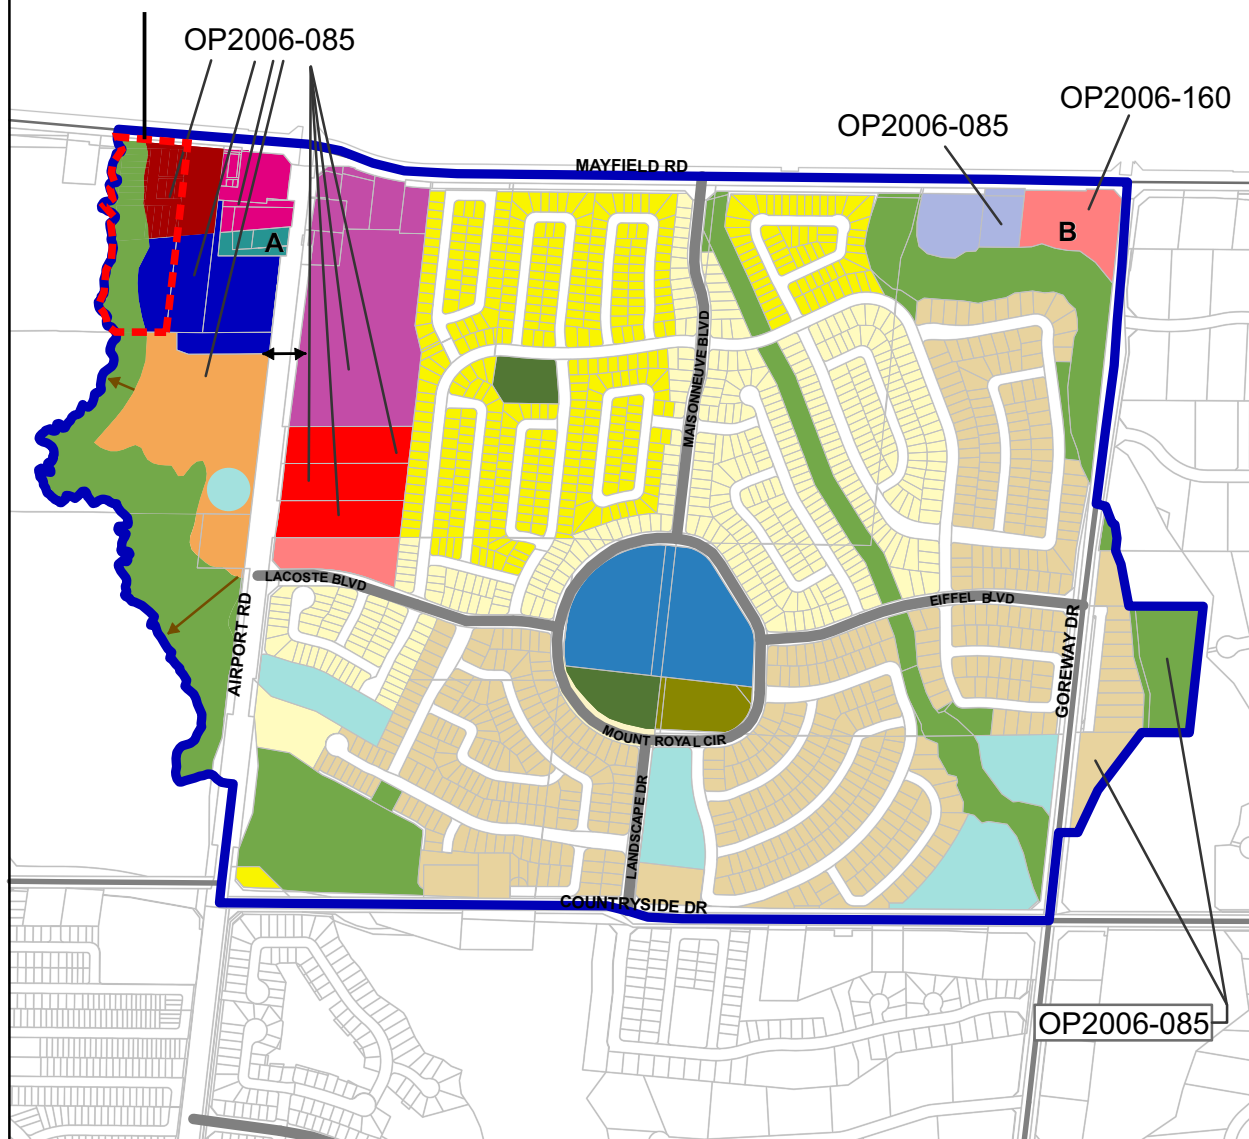 OP2006-085
OP2006-160
OP2006-085
MAYFIELD RD
A
B
MAISONNEUVE BLVD
LACOSTE BLVD
EIFFEL BLVD
AIRPORT RD
GOREWAY DR
MOUNT ROYAL CIR
LANDSCAPE DR
COUNTRYSIDE DR
OP2006-085